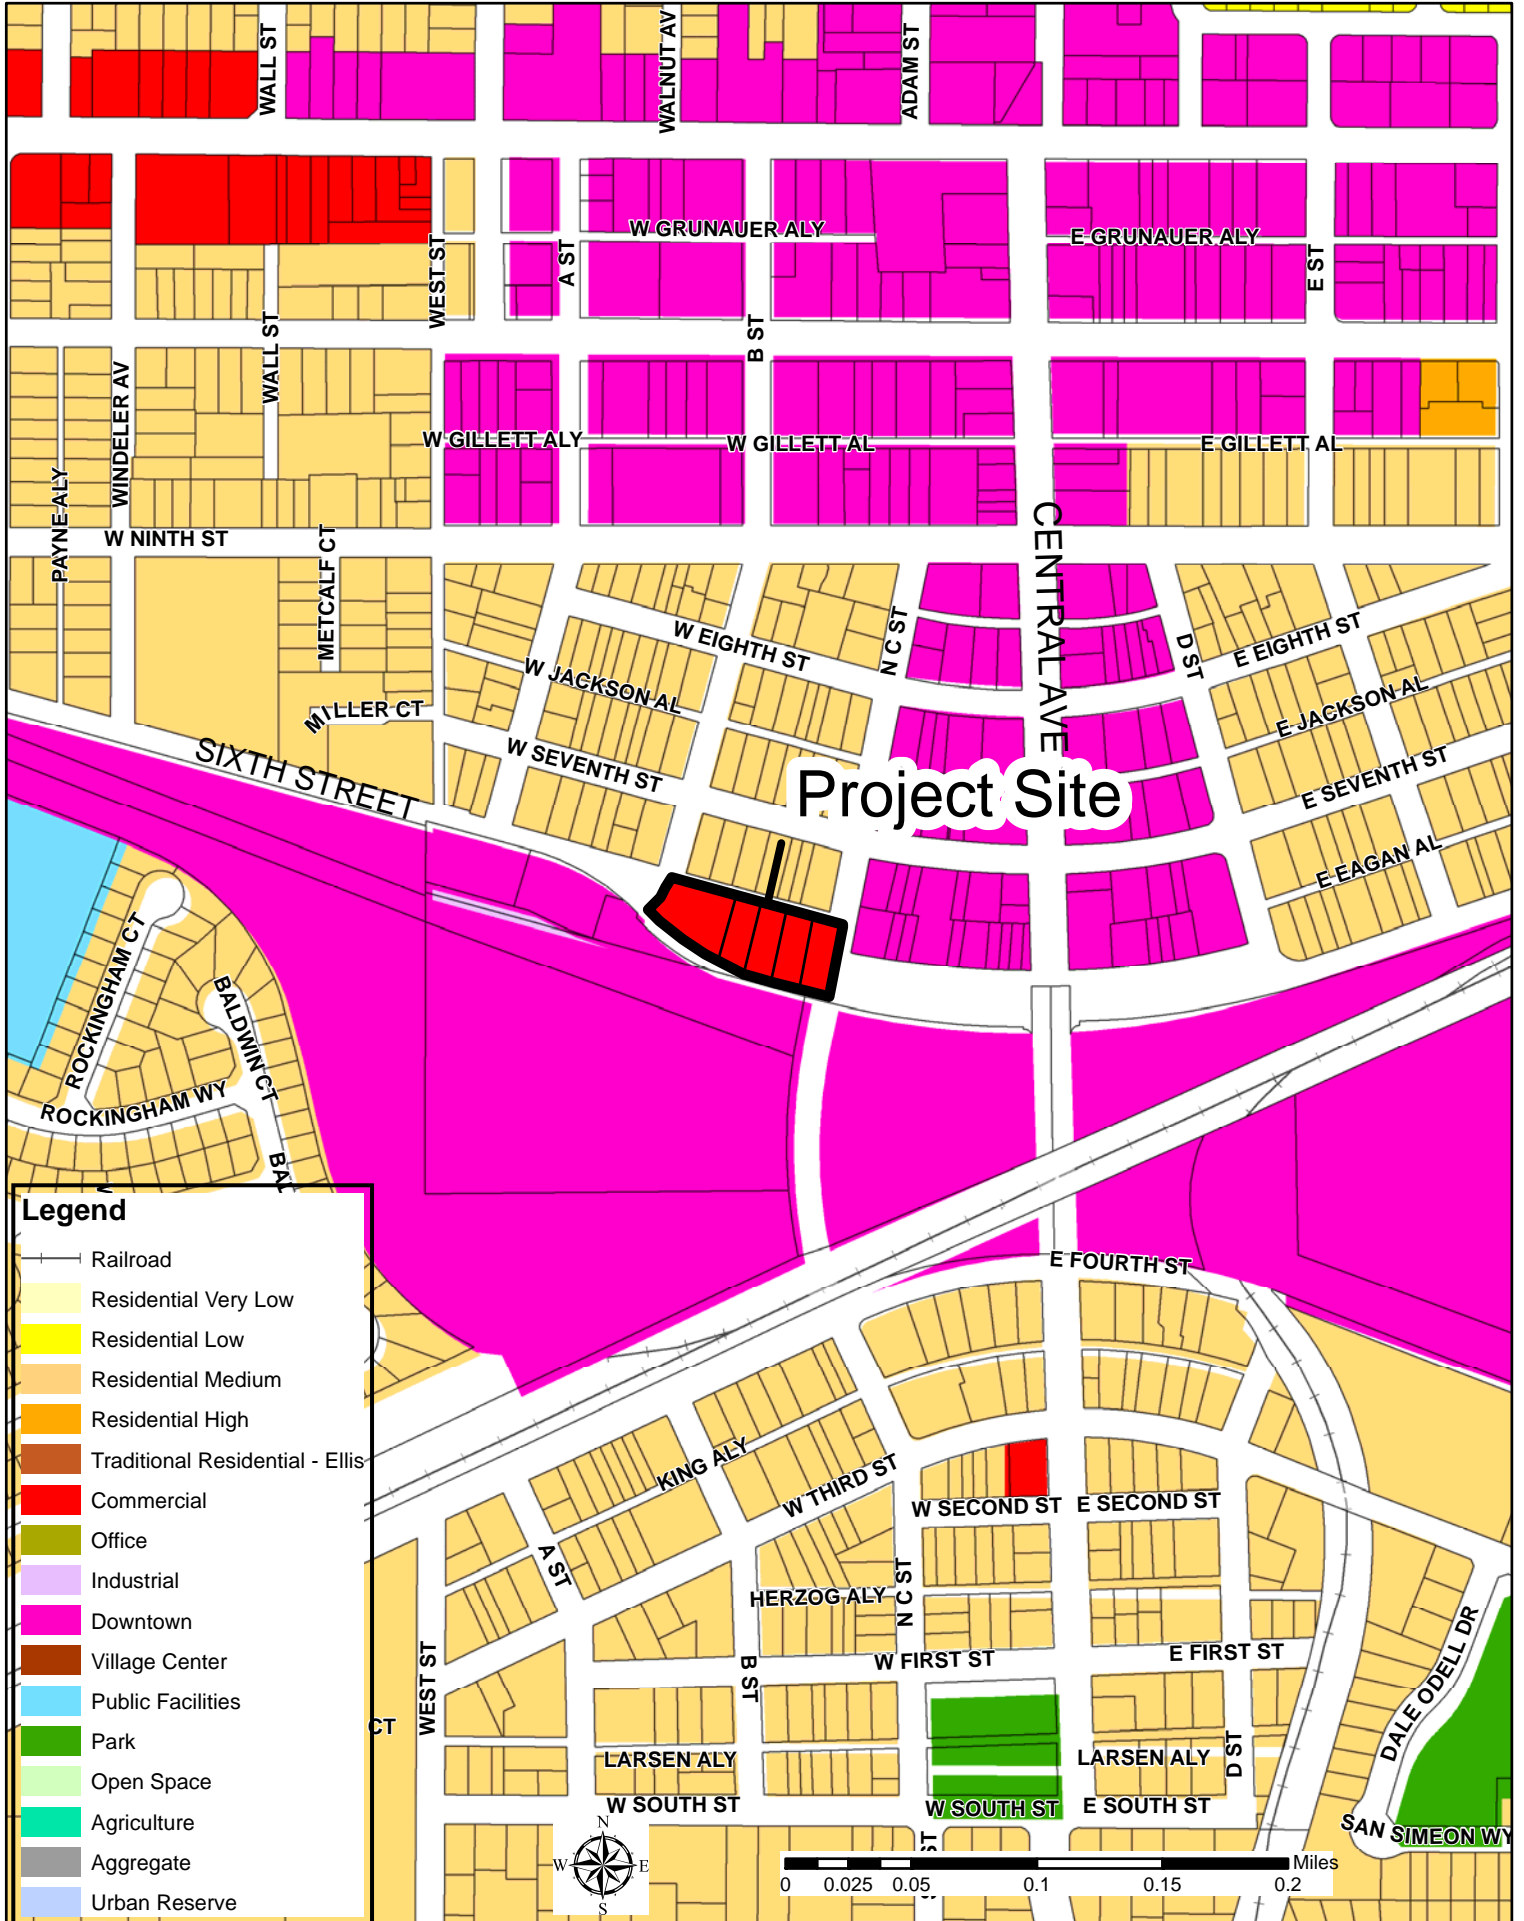 WALL ST
WALNUT AV
ADAM ST
W GRUNAUER ALY
E GRUNAUER ALY
WEST ST
A ST
E ST
WALL ST
B ST
WINDELER AV
W GILLETT ALY
W GILLETT AL
E GILLETT AL
PAYNE ALY
W NINTH ST
METCALF CT
CENTRAL AVE
W EIGHTH ST
N C ST
D ST
E EIGHTH ST
W JACKSON AL
E JACKSON AL
MILLER CT
SIXTH STREET
W SEVENTH ST
E SEVENTH ST
Project Site
E EAGAN AL
ROCKINGHAM CT
BALDWIN CT
ROCKINGHAM WY
BAL
E FOURTH ST
KING ALY
W THIRD ST
W SECOND ST
E SECOND ST
A ST
HERZOG ALY
N C ST
W FIRST ST
E FIRST ST
WEST ST
B ST
DALE ODELL DR
CT
LARSEN ALY
LARSEN ALY
D ST
W SOUTH ST
W SOUTH ST
E SOUTH ST
SAN SIMEON WY
Legend
Railroad
Residential Very Low
Residential Low
Residential Medium
Residential High
Traditional Residential - Ellis
Commercial
Office
Industrial
Downtown
Village Center
Public Facilities
Park
Open Space
Agriculture
Aggregate
Urban Reserve
N
W E
S
Miles
0 0.025 0.05 0.1 0.15 0.2